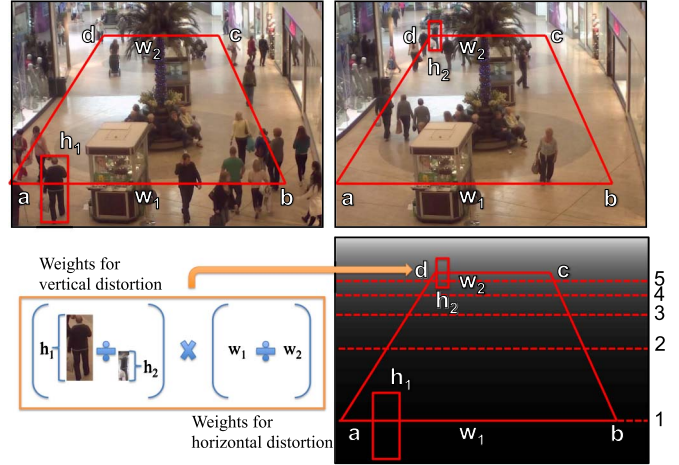 d
c
w2
h1
a
w1
b
d
c
w2
h2
a
w1
b
Weights for
vertical distortion
h1
h2
w1
w2
Weights for
horizontal distortion
d
c
w2
h2
5
4
3
2
h1
1
a
w1
b